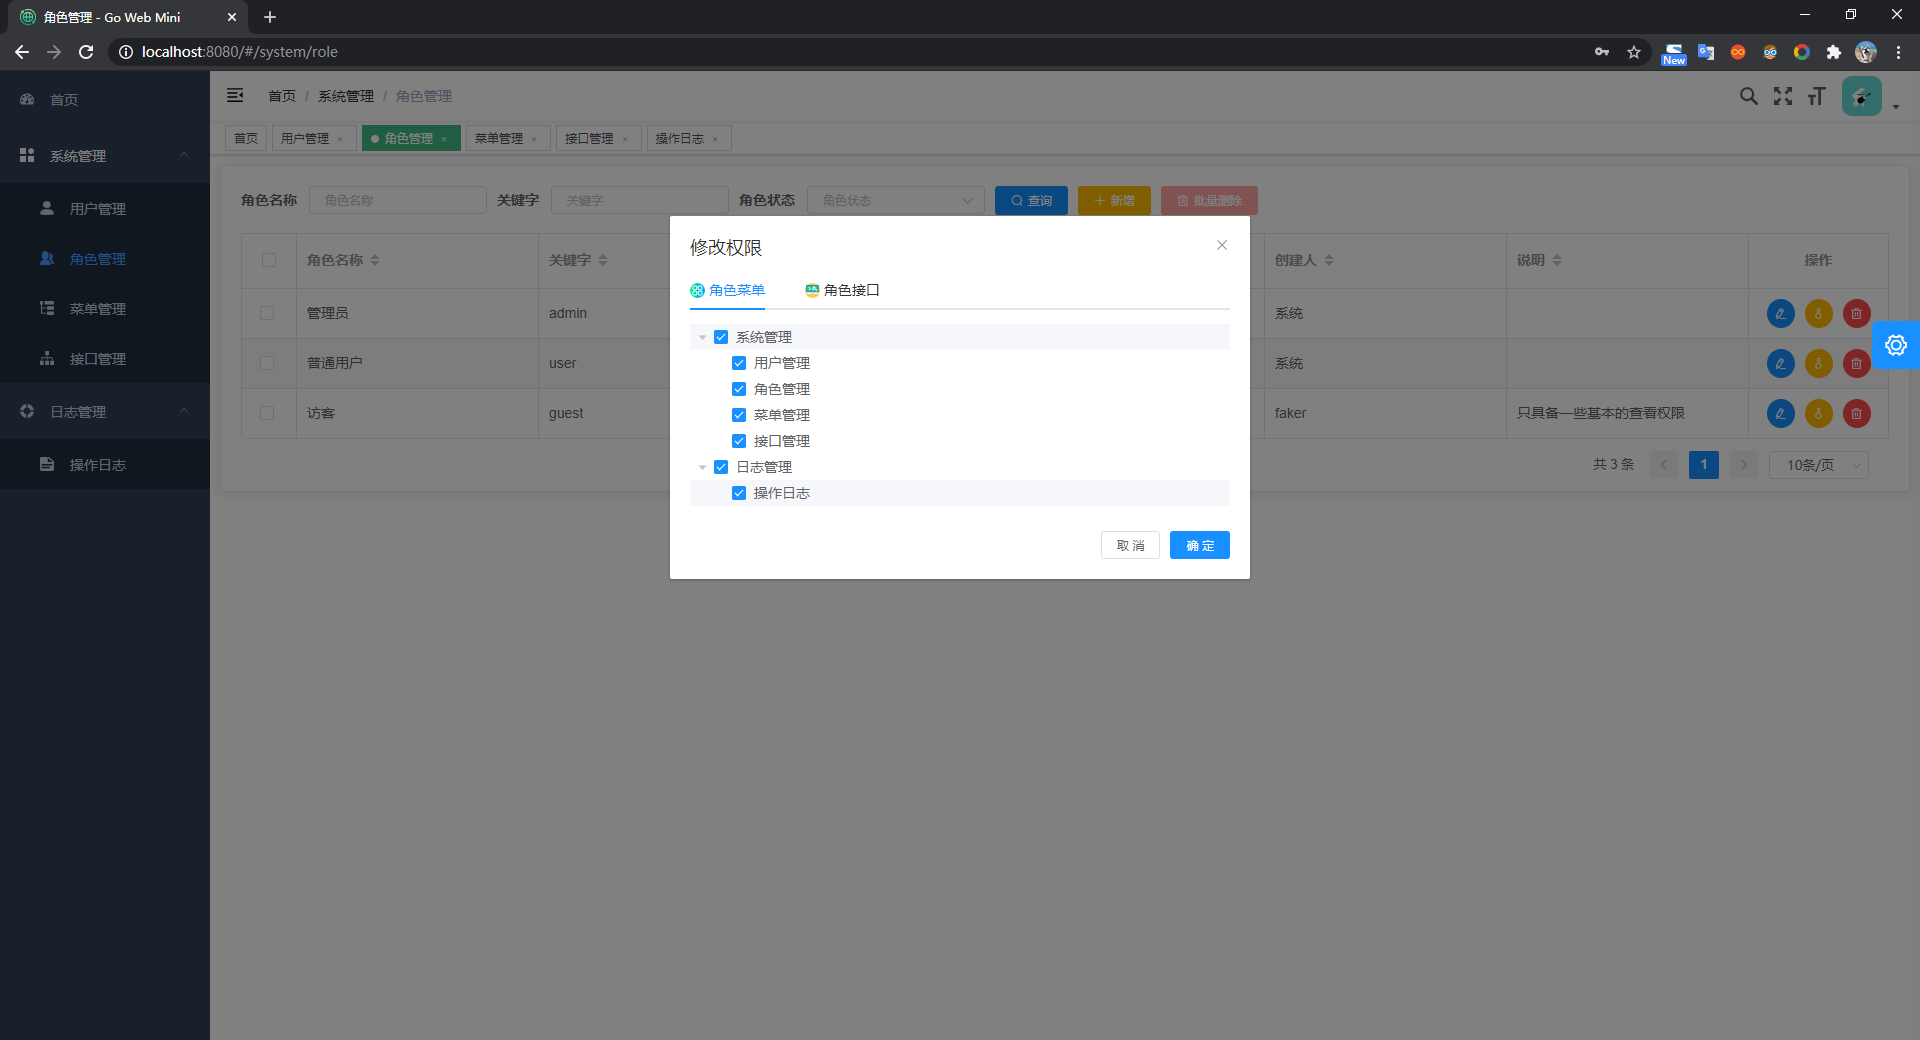 角色管理 - Go Web Mini
localhost:8080/#/system/role
New
首页
系统管理
用户管理
角色管理
菜单管理
接口管理
日志管理
操作日志
首页 / 系统管理 / 角色管理
首页 用户管理 × 角色管理 × 菜单管理 × 接口管理 × 操作日志 ×
角色名称 角色名称 关键字 关键字 角色状态 角色状态 查询 新增 批量删除
角色名称 关键字 创建人 说明 操作
管理员 admin 系统
普通用户 user 系统
访客 guest faker 只具备一些基本的查看权限
共 3 条 1 10条/页
修改权限
角色菜单 角色接口
系统管理
用户管理
角色管理
菜单管理
接口管理
日志管理
操作日志
取 消 确 定